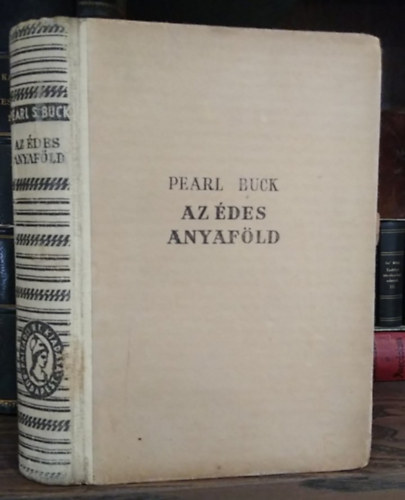 PEARL S. BUCK
AZ ÉDES
ANYAFÖLD
PEARL BUCK
AZ ÉDES
ANYAFÖLD